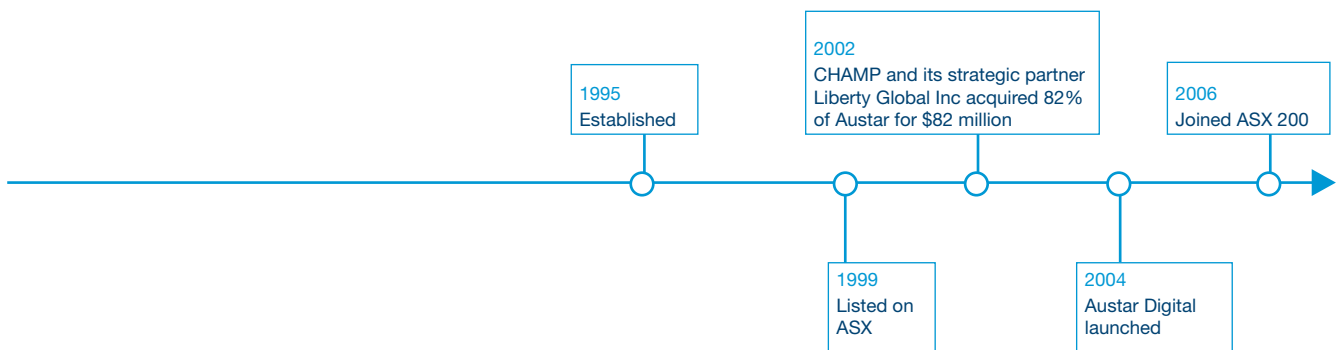 1995
Established
1999
Listed on
ASX
2002
CHAMP and its strategic partner
Liberty Global Inc acquired 82%
of Austar for $82 million
2004
Austar Digital
launched
2006
Joined ASX 200